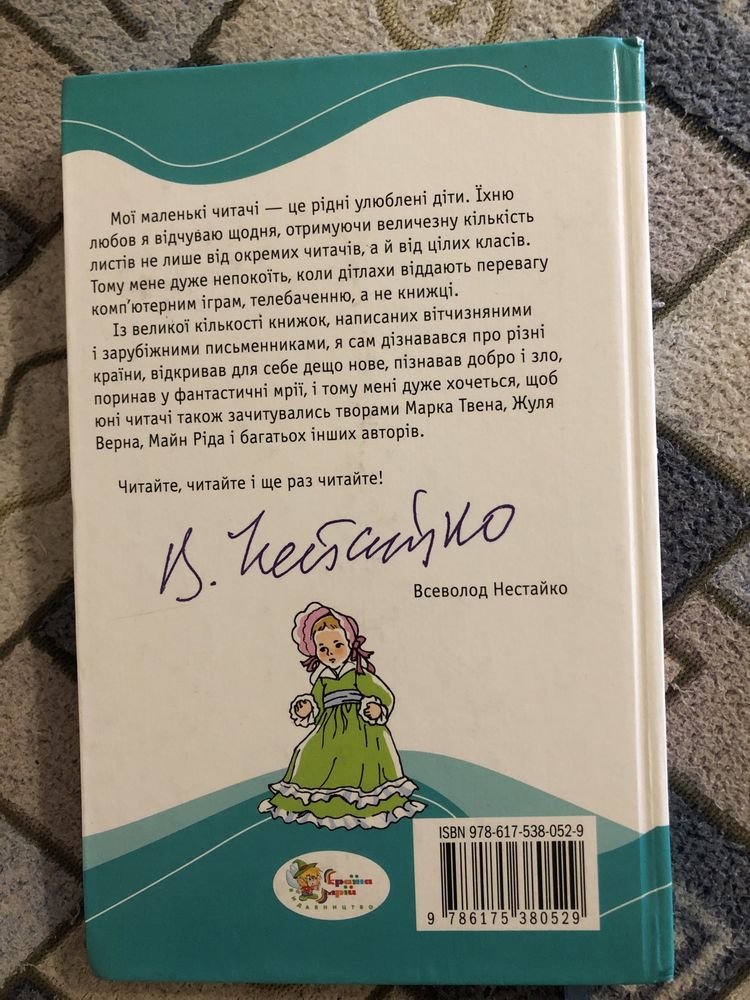 Мої маленькі читачі — це рідні улюблені діти. Їхню
любов я відчуваю щодня, отримуючи величезну кількість
листів не лише від окремих читачів, а й від цілих класів.
Тому мене дуже непокоїть, коли дітлахи віддають перевагу
комп'ютерним іграм, телебаченню, а не книжці.
Із великої кількості книжок, написаних вітчизняними
і зарубіжними письменниками, я сам дізнавався про різні
країни, відкривав для себе дещо нове, пізнавав добро і зло,
поринав у фантастичні мрії, і тому мені дуже хочеться, щоб
юні читачі також зачитувались творами Марка Твена, Жуля
Верна, Майн Ріда і багатьох інших авторів.
Читайте, читайте і ще раз читайте!
В. Нестайко
Всеволод Нестайко
ISBN 978-617-538-052-9
Країна
мрій
видавництво
9 786175 380529